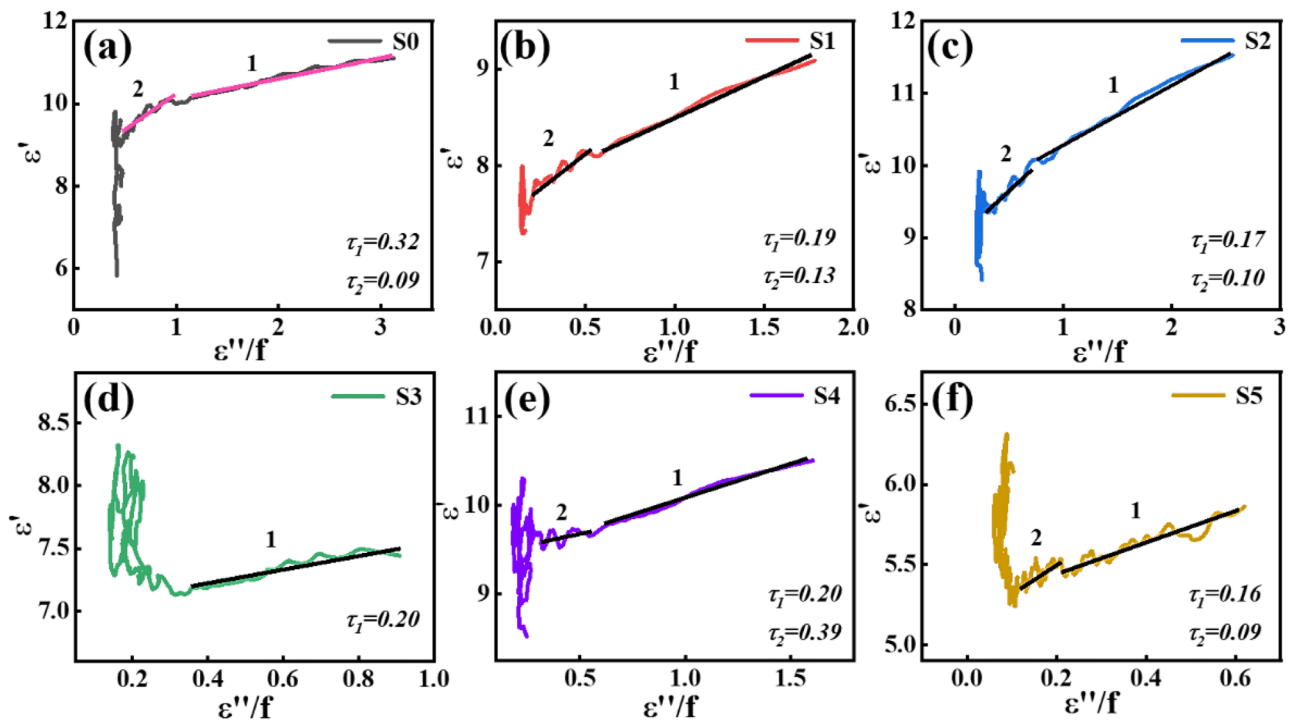 (a)
S0
12
10
8
6
ε'
2
1
τ1=0.32
τ2=0.09
0
1
2
3
ε''/f
(b)
S1
9
8
7
ε'
2
1
τ1=0.19
τ2=0.13
0.0
0.5
1.0
1.5
2.0
ε''/f
(c)
S2
12
11
10
9
8
ε'
2
1
τ1=0.17
τ2=0.10
0
1
2
3
ε''/f
(d)
S3
8.5
8.0
7.5
7.0
ε'
1
τ1=0.20
0.2
0.4
0.6
0.8
1.0
ε''/f
(e)
S4
11
10
9
ε'
2
1
τ1=0.20
τ2=0.39
0.5
1.0
1.5
ε''/f
(f)
S5
6.5
6.0
5.5
5.0
ε'
2
1
τ1=0.16
τ2=0.09
0.0
0.2
0.4
0.6
ε''/f